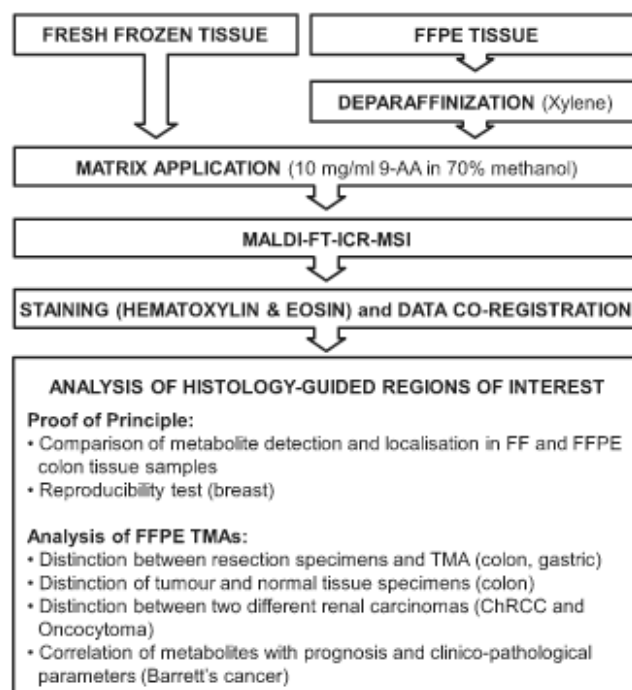 FRESH FROZEN TISSUE
FFPE TISSUE
DEPARAFFINIZATION (Xylene)
MATRIX APPLICATION (10 mg/ml 9-AA in 70% methanol)
MALDI-FT-ICR-MSI
STAINING (HEMATOXYLIN & EOSIN) and DATA CO-REGISTRATION
ANALYSIS OF HISTOLOGY-GUIDED REGIONS OF INTEREST
Proof of Principle:
• Comparison of metabolite detection and localisation in FF and FFPE
colon tissue samples
• Reproducibility test (breast)
Analysis of FFPE TMAs:
• Distinction between resection specimens and TMA (colon, gastric)
• Distinction of tumour and normal tissue specimens (colon)
• Distinction between two different renal carcinomas (ChRCC and
Oncocytoma)
• Correlation of metabolites with prognosis and clinico-pathological
parameters (Barrett's cancer)